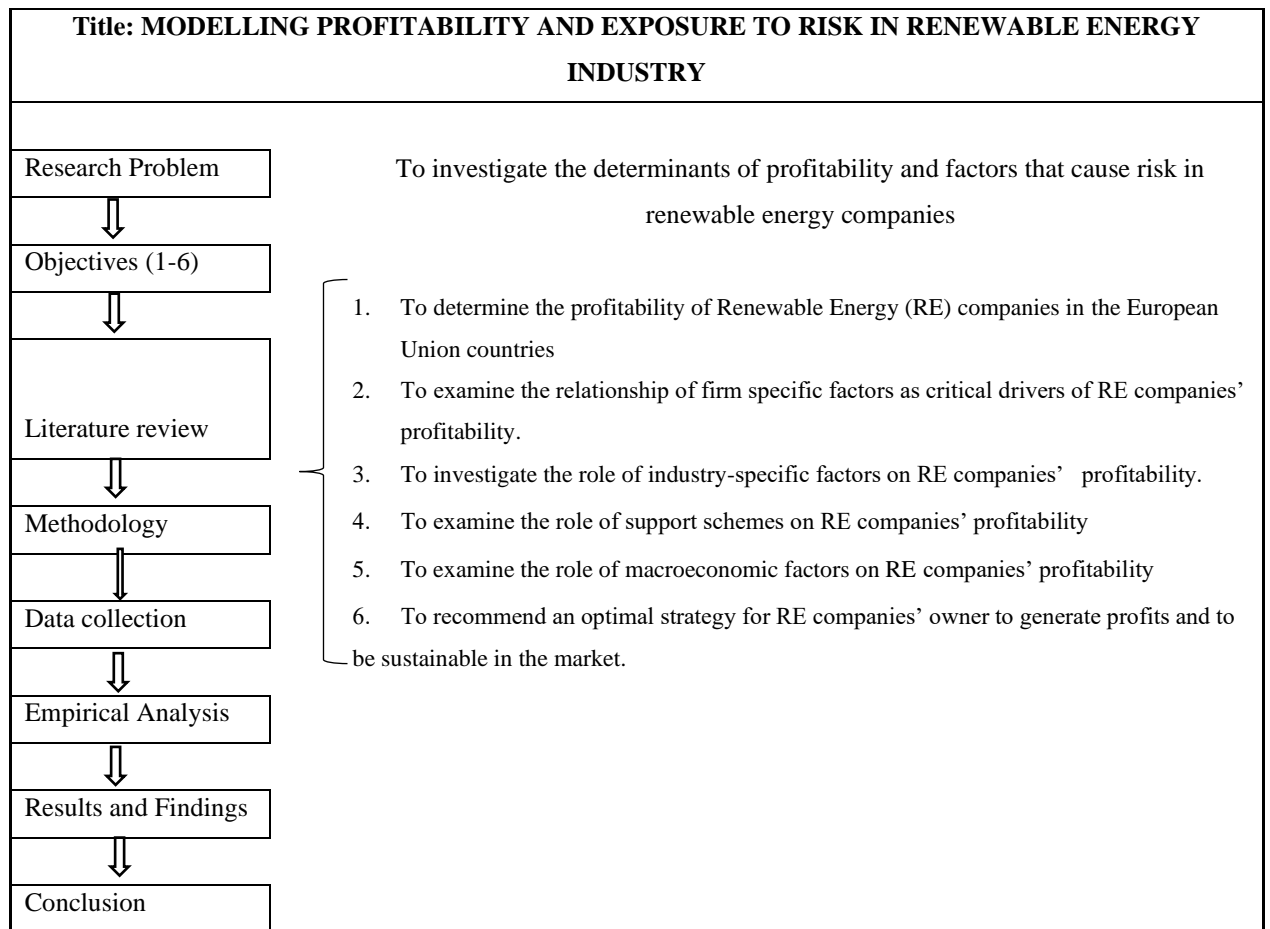 Title: MODELLING PROFITABILITY AND EXPOSURE TO RISK IN RENEWABLE ENERGY
INDUSTRY
Research Problem
To investigate the determinants of profitability and factors that cause risk in
renewable energy companies
Objectives (1-6)
1. To determine the profitability of Renewable Energy (RE) companies in the European
Union countries
2. To examine the relationship of firm specific factors as critical drivers of RE companies’
profitability.
3. To investigate the role of industry-specific factors on RE companies’ profitability.
4. To examine the role of support schemes on RE companies’ profitability
5. To examine the role of macroeconomic factors on RE companies’ profitability
6. To recommend an optimal strategy for RE companies’ owner to generate profits and to
be sustainable in the market.
Literature review
Methodology
Data collection
Empirical Analysis
Results and Findings
Conclusion